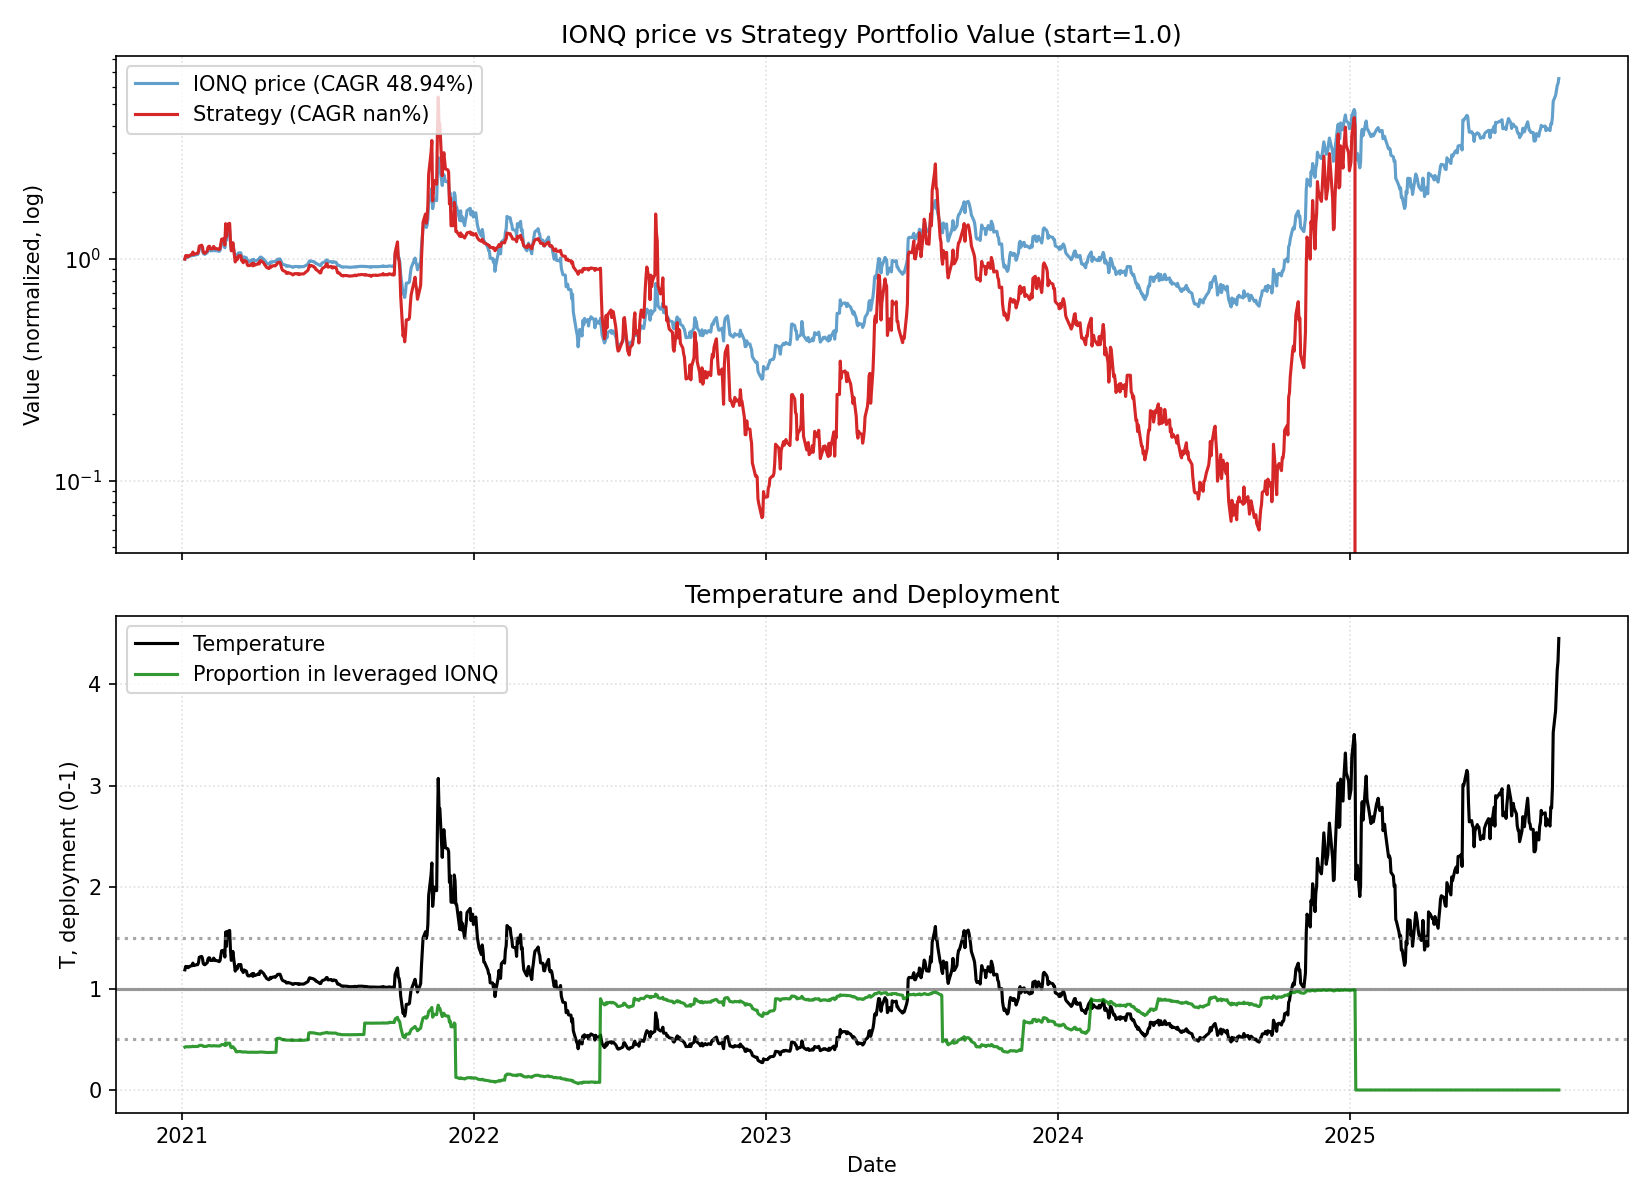 IONQ price vs Strategy Portfolio Value (start=1.0)
IONQ price (CAGR 48.94%)
Strategy (CAGR nan%)
Value (normalized, log)
10⁰
10⁻¹
Temperature and Deployment
Temperature
Proportion in leveraged IONQ
T, deployment (0-1)
4
3
2
1
0
2021 2022 2023 2024 2025
Date